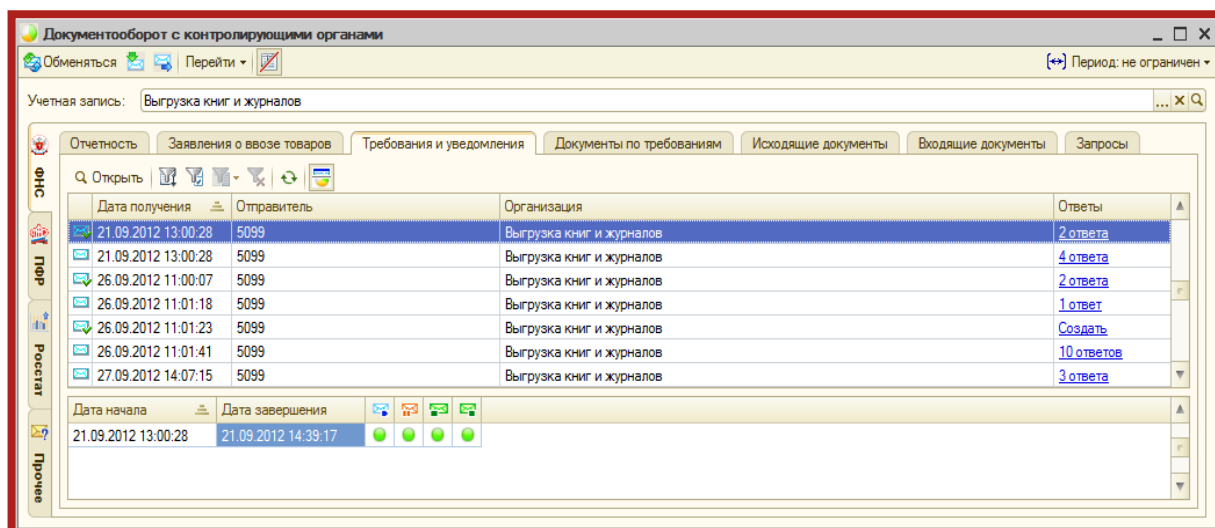 Документооборот с контролирующими органами
Обменяться Перейти Период: не ограничен
Учетная запись: Выгрузка книг и журналов
Отчетность Заявления о ввозе товаров Требования и уведомления Документы по требованиям Исходящие документы Входящие документы Запросы
ФНС
ПФР
Росстат
Прочее
Открыть
Дата получения Отправитель Организация Ответы
21.09.2012 13:00:28 5099 Выгрузка книг и журналов 2 ответа
21.09.2012 13:00:28 5099 Выгрузка книг и журналов 4 ответа
26.09.2012 11:00:07 5099 Выгрузка книг и журналов 2 ответа
26.09.2012 11:01:18 5099 Выгрузка книг и журналов 1 ответ
26.09.2012 11:01:23 5099 Выгрузка книг и журналов Создать
26.09.2012 11:01:41 5099 Выгрузка книг и журналов 10 ответов
27.09.2012 14:07:15 5099 Выгрузка книг и журналов 3 ответа
Дата начала Дата завершения
21.09.2012 13:00:28 21.09.2012 14:39:17